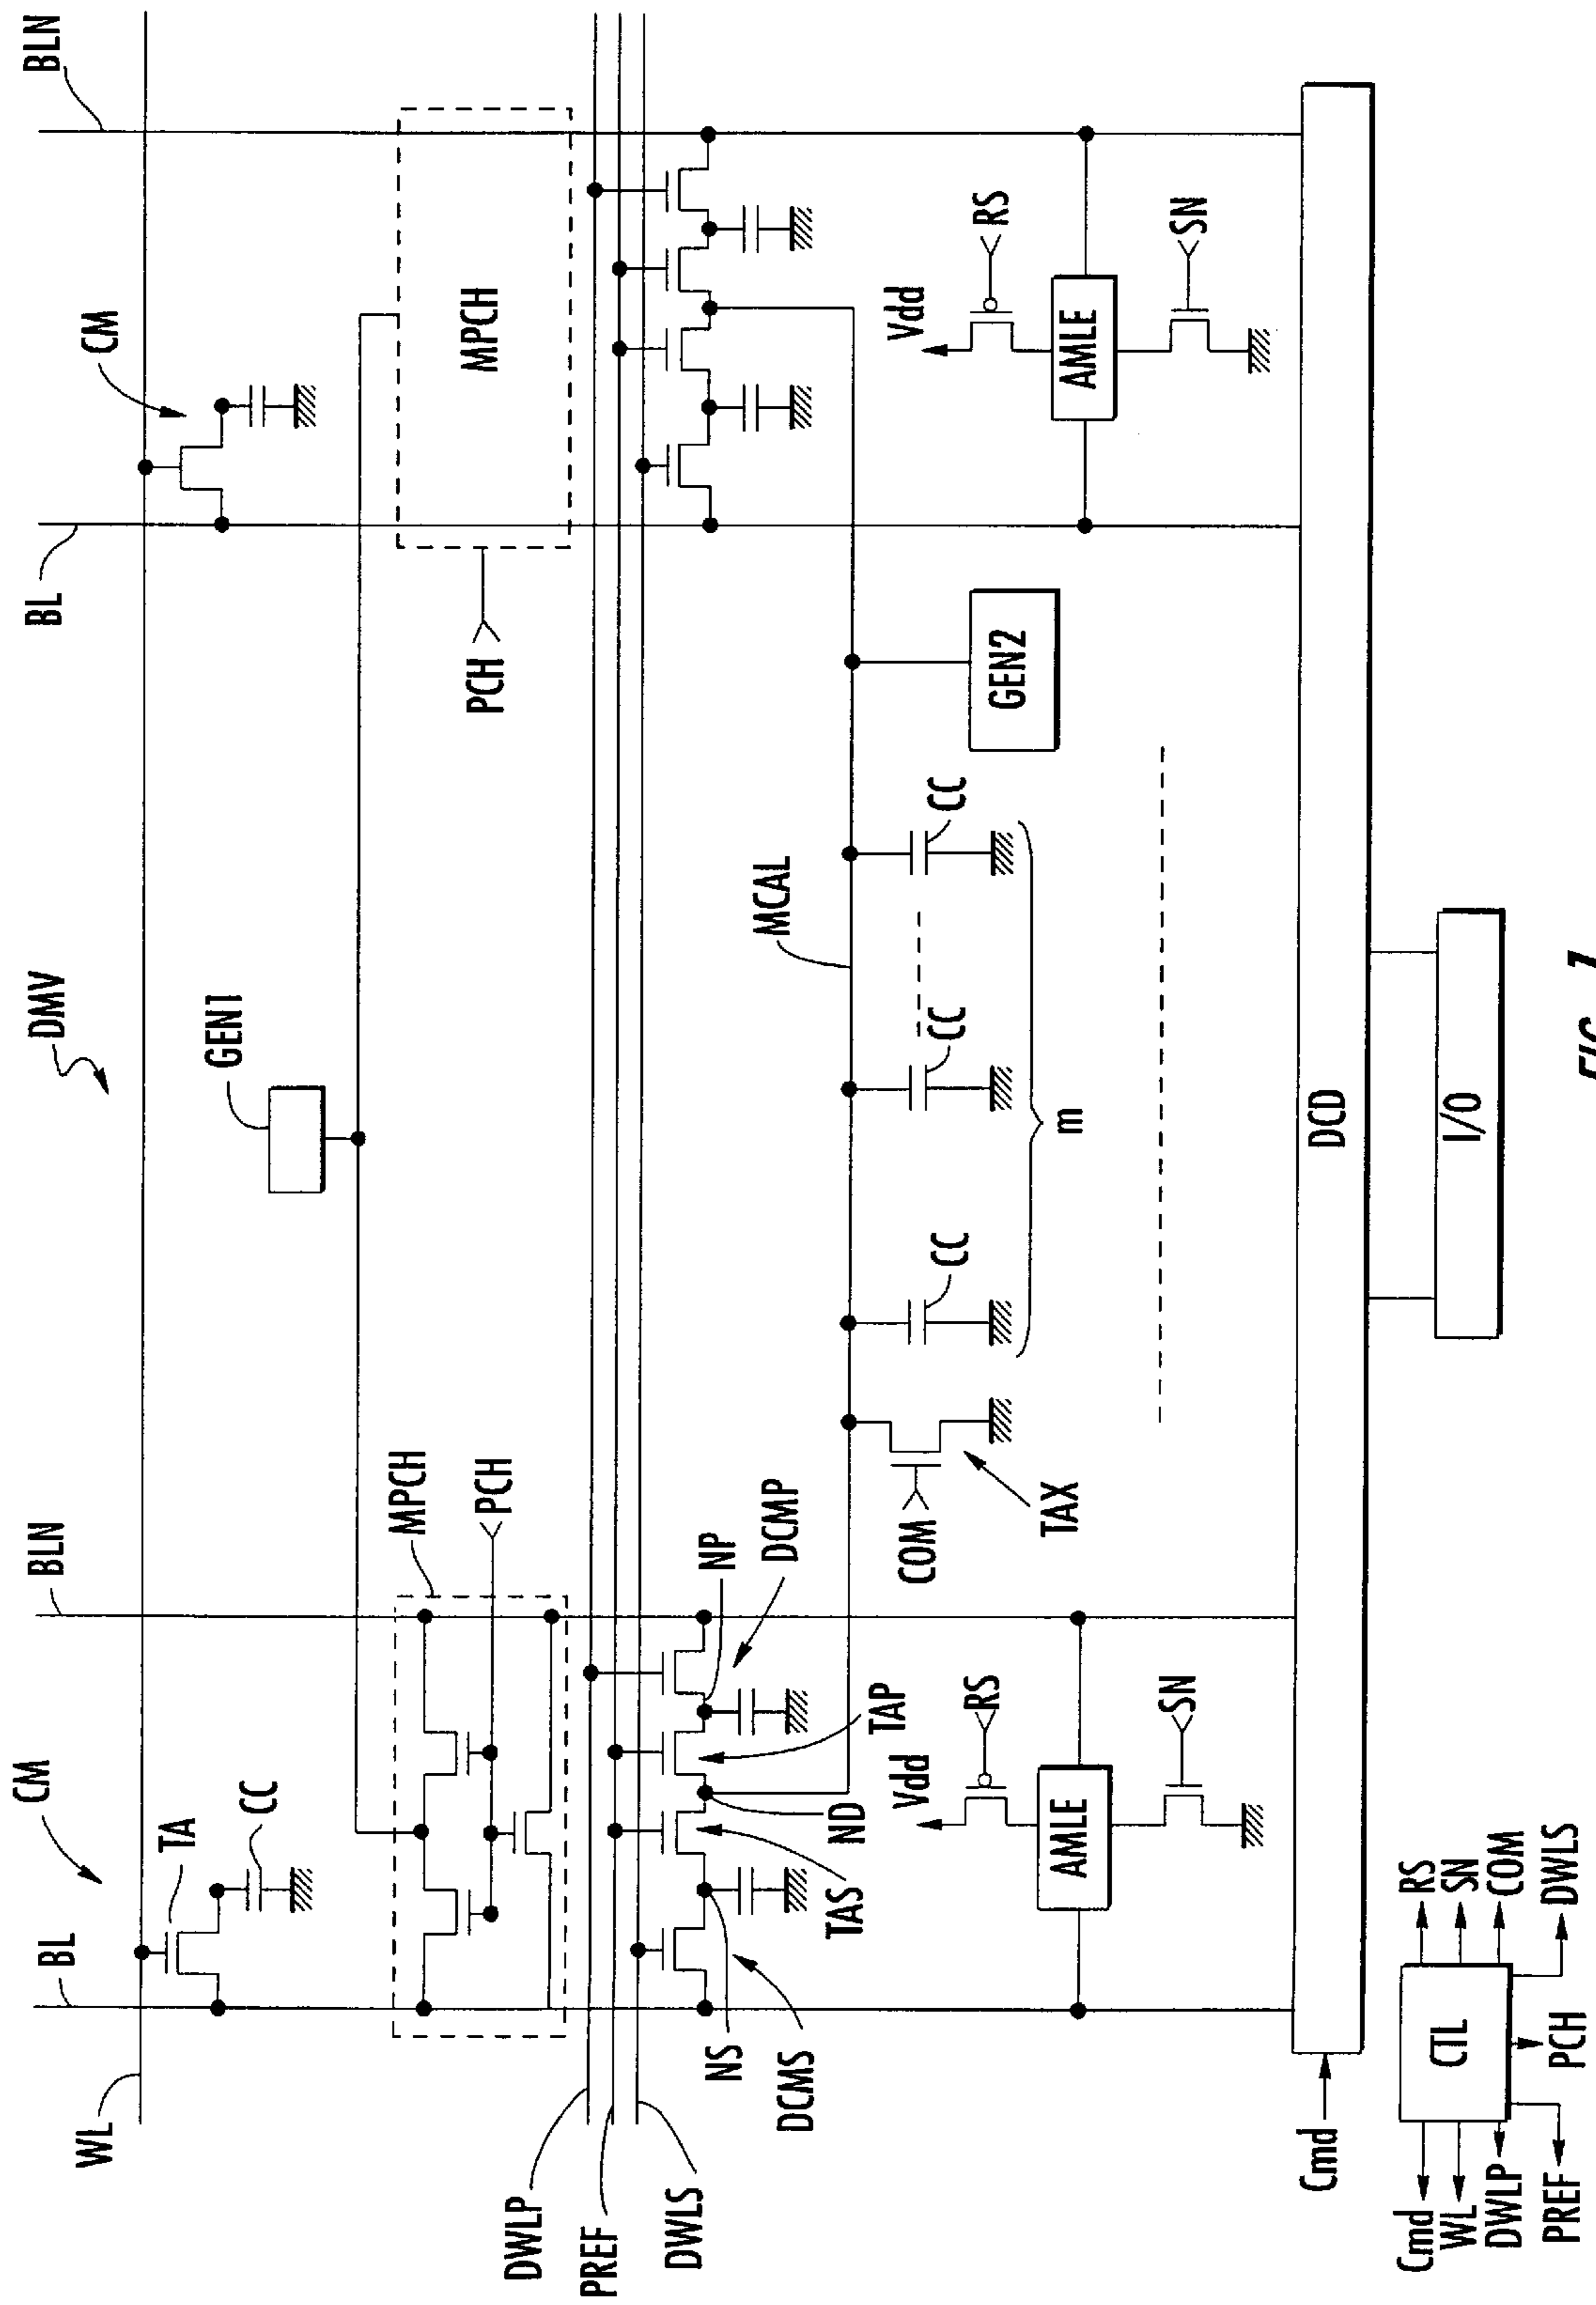 DMV
WL
BL
CM
TA
CC
BLN
GEN1
BL
CM
BLN
MPCH
PCH
PCH
MPCH
DWLP
PREF
DWLS
NS
DCMS
TAS
ND
TAP
NP
DCMP
MCAL
COM
TAX
CC
CC
CC
m
GEN2
Vdd
RS
AMLE
SN
Vdd
RS
AMLE
SN
Cmd
DCD
I/O
CTL
Cmd
WL
DWLP
PREF
PCH
RS
SN
COM
DWLS
FIG. 1